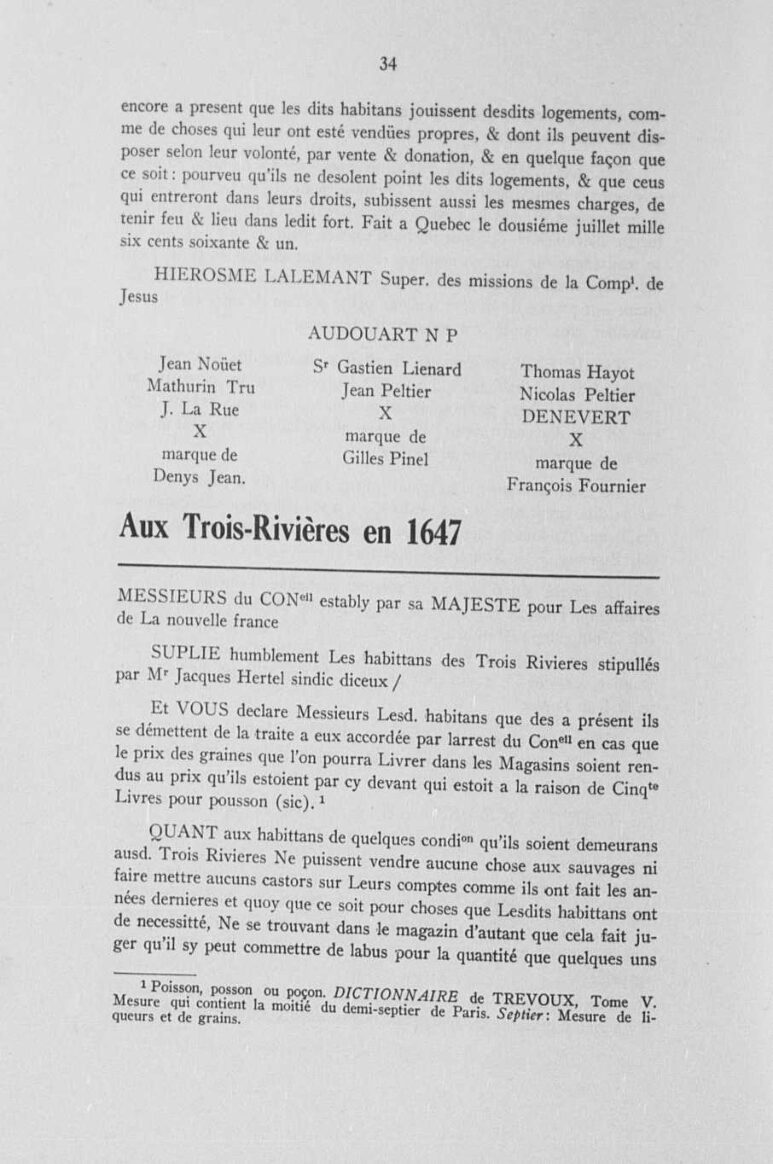 34
encore a present que les dits habitans jouissent desdits logements, com-
me de choses qui leur ont esté vendües propres, & dont ils peuvent dis-
poser selon leur volonté, par vente & donation, & en quelque façon que
ce soit : pourveu qu'ils ne desolent point les dits logements, & que ceus
qui entreront dans leurs droits, subissent aussi les mesmes charges, de
tenir feu & lieu dans ledit fort. Fait a Quebec le dousiéme juillet mille
six cents soixante & un.
HIEROSME LALEMANT Super. des missions de la Compᵗ. de
Jesus
AUDOUART N P
Jean Noüet
Mathurin Tru
J. La Rue
X
marque de
Denys Jean.
Sʳ Gastien Lienard
Jean Peltier
X
marque de
Gilles Pinel
Thomas Hayot
Nicolas Peltier
DENEVERT
X
marque de
François Fournier
Aux Trois-Rivières en 1647
MESSIEURS du CONᵉˡˡ estably par sa MAJESTE pour Les affaires
de La nouvelle france
SUPLIE humblement Les habittans des Trois Rivieres stipullés
par Mʳ Jacques Hertel sindic diceux /
Et VOUS declare Messieurs Lesd. habitans que des a présent ils
se démettent de la traite a eux accordée par larrest du Conᵉˡˡ en cas que
le prix des graines que l'on pourra Livrer dans les Magasins soient ren-
dus au prix qu'ils estoient par cy devant qui estoit a la raison de Cinqᵗᵉ
Livres pour pousson (sic). ¹
QUANT aux habittans de quelques condiᵒⁿ qu'ils soient demeurans
ausd. Trois Rivieres Ne puissent vendre aucune chose aux sauvages ni
faire mettre aucuns castors sur Leurs comptes comme ils ont fait les an-
nées dernieres et quoy que ce soit pour choses que Lesdits habittans ont
de necessitté, Ne se trouvant dans le magazin d'autant que cela fait ju-
ger qu'il sy peut commettre de labus pour la quantité que quelques uns
¹ Poisson, posson ou poçon. DICTIONNAIRE de TREVOUX, Tome V.
Mesure qui contient la moitié du demi-septier de Paris. Septier : Mesure de li-
queurs et de grains.